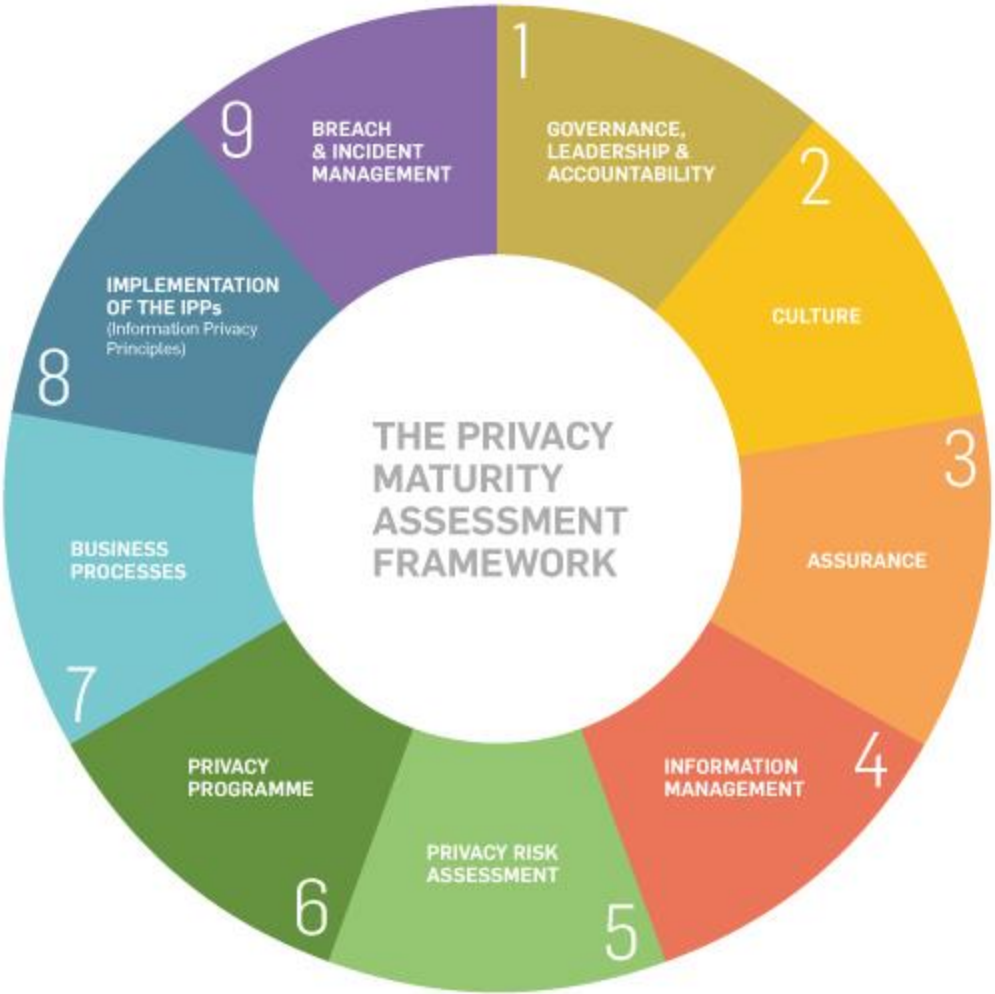 1
GOVERNANCE,
LEADERSHIP &
ACCOUNTABILITY
2
CULTURE
3
ASSURANCE
4
INFORMATION
MANAGEMENT
5
PRIVACY RISK
ASSESSMENT
6
PRIVACY
PROGRAMME
7
BUSINESS
PROCESSES
8
IMPLEMENTATION
OF THE IPPs
(Information Privacy
Principles)
9
BREACH
& INCIDENT
MANAGEMENT
THE PRIVACY
MATURITY
ASSESSMENT
FRAMEWORK